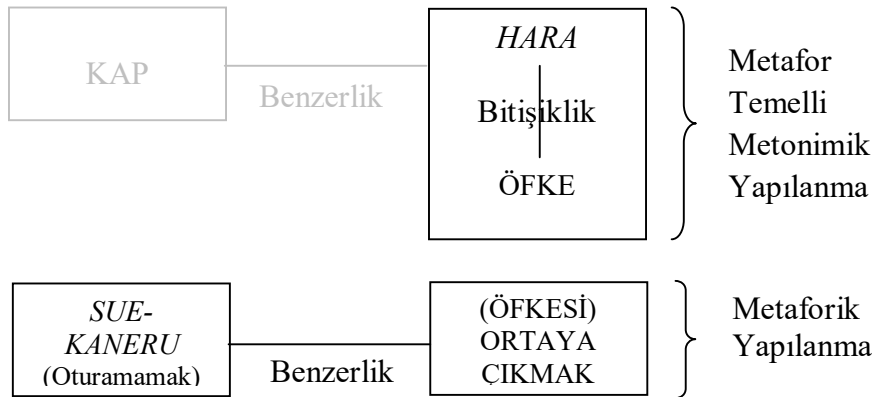 KAP
Benzerlik
HARA
Bitişiklik
ÖFKE
Metafor
Temelli
Metonimik
Yapılanma
SUE-
KANERU
(Oturamamak)
Benzerlik
(ÖFKESİ)
ORTAYA
ÇIKMAK
Metaforik
Yapılanma